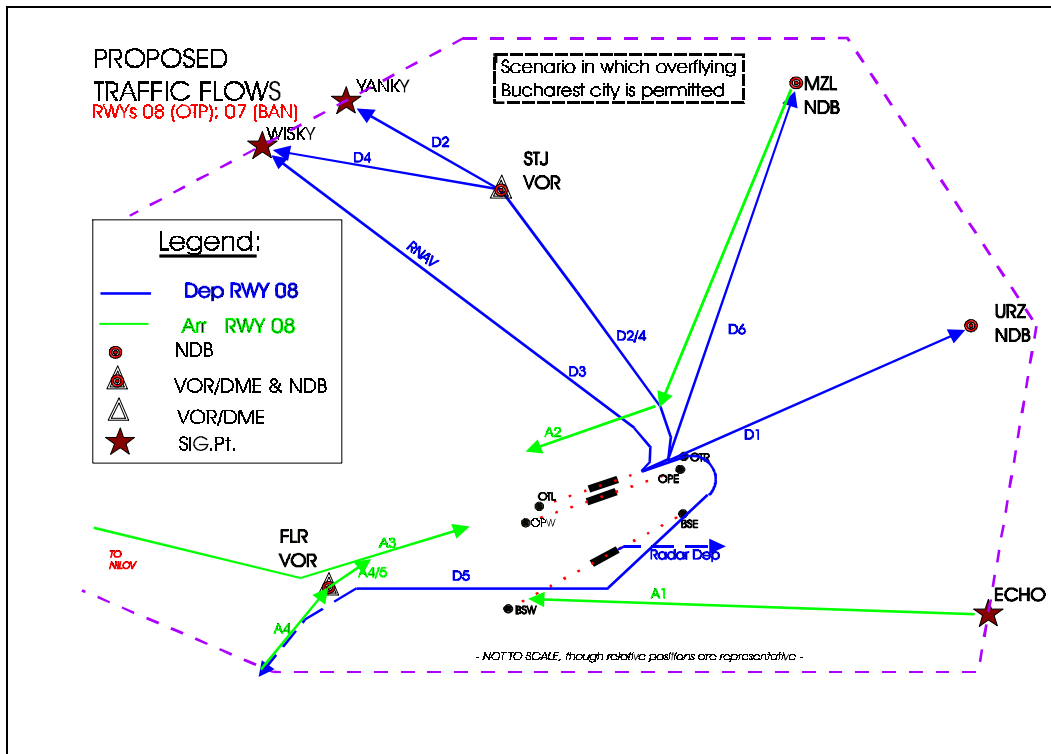 PROPOSED
TRAFFIC FLOWS
RWYs 08 (OTP); 07 (BAN)
Scenario in which overflying
Bucharest city is permitted
YANKY
WISKY
MZL
NDB
D2
D4
STJ
VOR
Legend:
Dep RWY 08
Arr RWY 08
NDB
VOR/DME & NDB
VOR/DME
SIG.Pt.
RNAV
URZ
NDB
D2/4
D6
D3
D1
A2
OTR
OPE
OTL
OPW
BSE
FLR
VOR
A3
TO
NILOV
A4/5
Radar Dep
D5
A1
ECHO
BSW
A4
- NOT TO SCALE, though relative positions are representative -